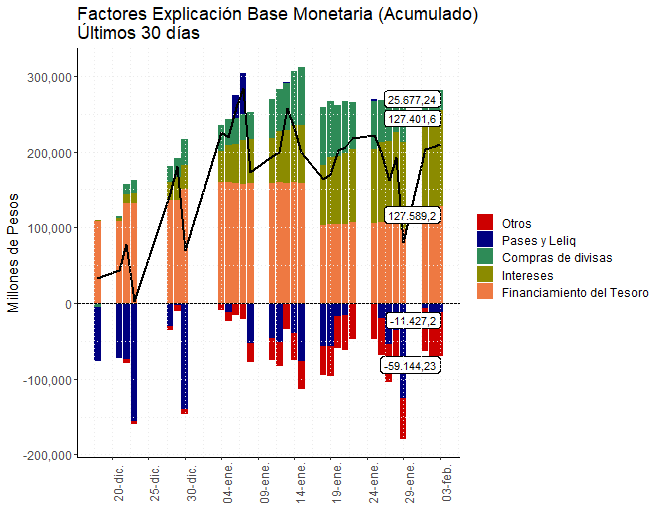 Factores Explicación Base Monetaria (Acumulado)
Últimos 30 días
Millones de Pesos
300,000
200,000
100,000
0
-100,000
-200,000
25.677,24
127.401,6
127.589,2
-11.427,2
-59.144,23
20-dic.
25-dic.
30-dic.
04-ene.
09-ene.
14-ene.
19-ene.
24-ene.
29-ene.
03-feb.
Otros
Pases y Leliq
Compras de divisas
Intereses
Financiamiento del Tesoro